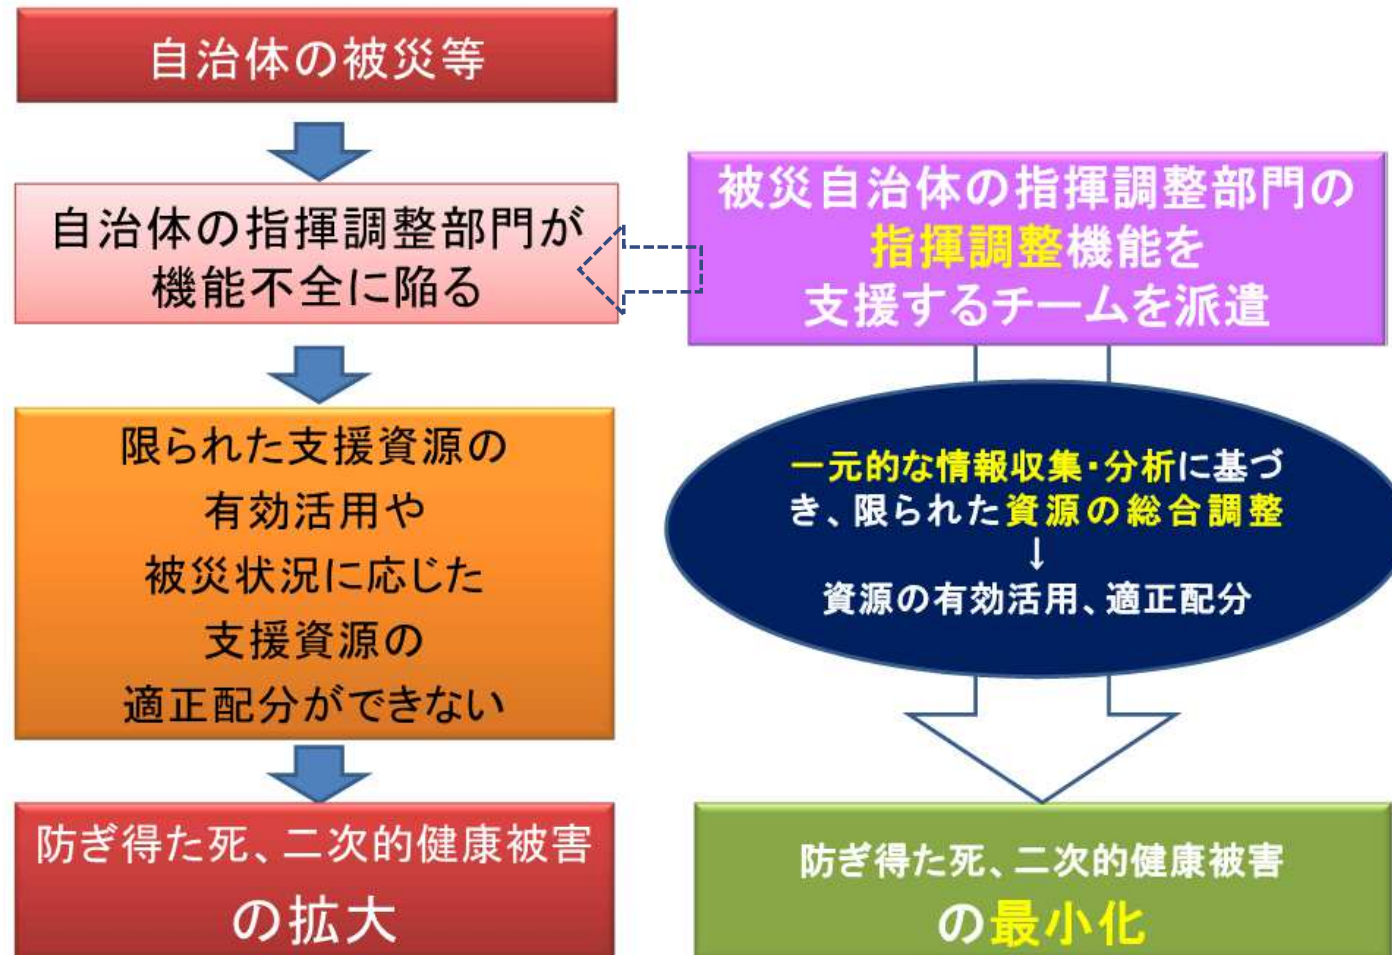 自治体の被災等
自治体の指揮調整部門が
機能不全に陥る
限られた支援資源の
有効活用や
被災状況に応じた
支援資源の
適正配分ができない
防ぎ得た死、二次的健康被害
の拡大
被災自治体の指揮調整部門の
指揮調整機能を
支援するチームを派遣
一元的な情報収集・分析に基づ
き、限られた資源の総合調整
↓
資源の有効活用、適正配分
防ぎ得た死、二次的健康被害
の最小化